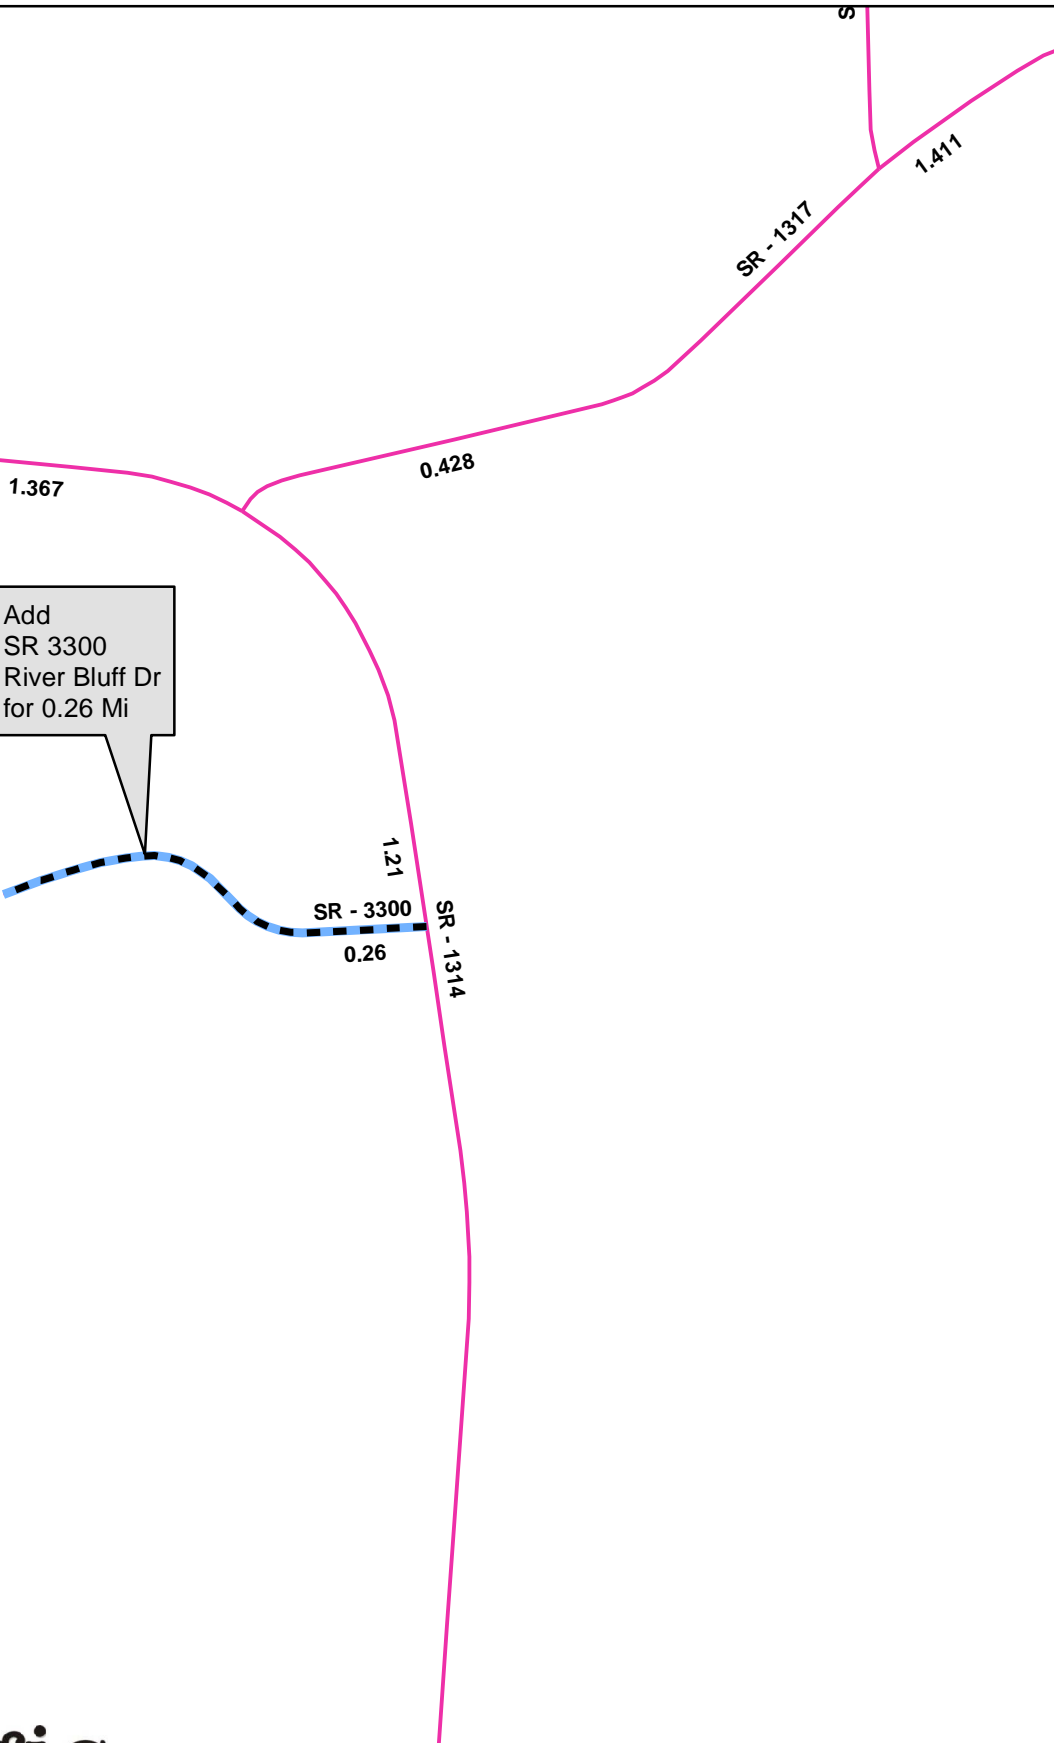 S
1.411
SR - 1317
0.428
1.367
Add
SR 3300
River Bluff Dr
for 0.26 Mi
1.21
SR - 3300
SR - 1314
0.26